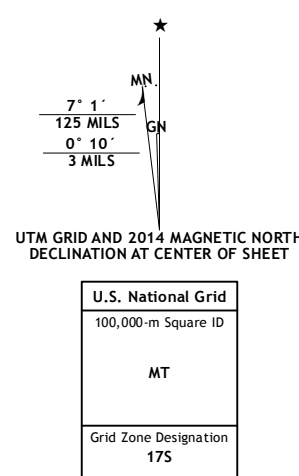 MN
GN
7° 1´
125 MILS
0° 10´
3 MILS
UTM GRID AND 2014 MAGNETIC NORTH
DECLINATION AT CENTER OF SHEET
U.S. National Grid
100,000-m Square ID
MT
Grid Zone Designation
17S